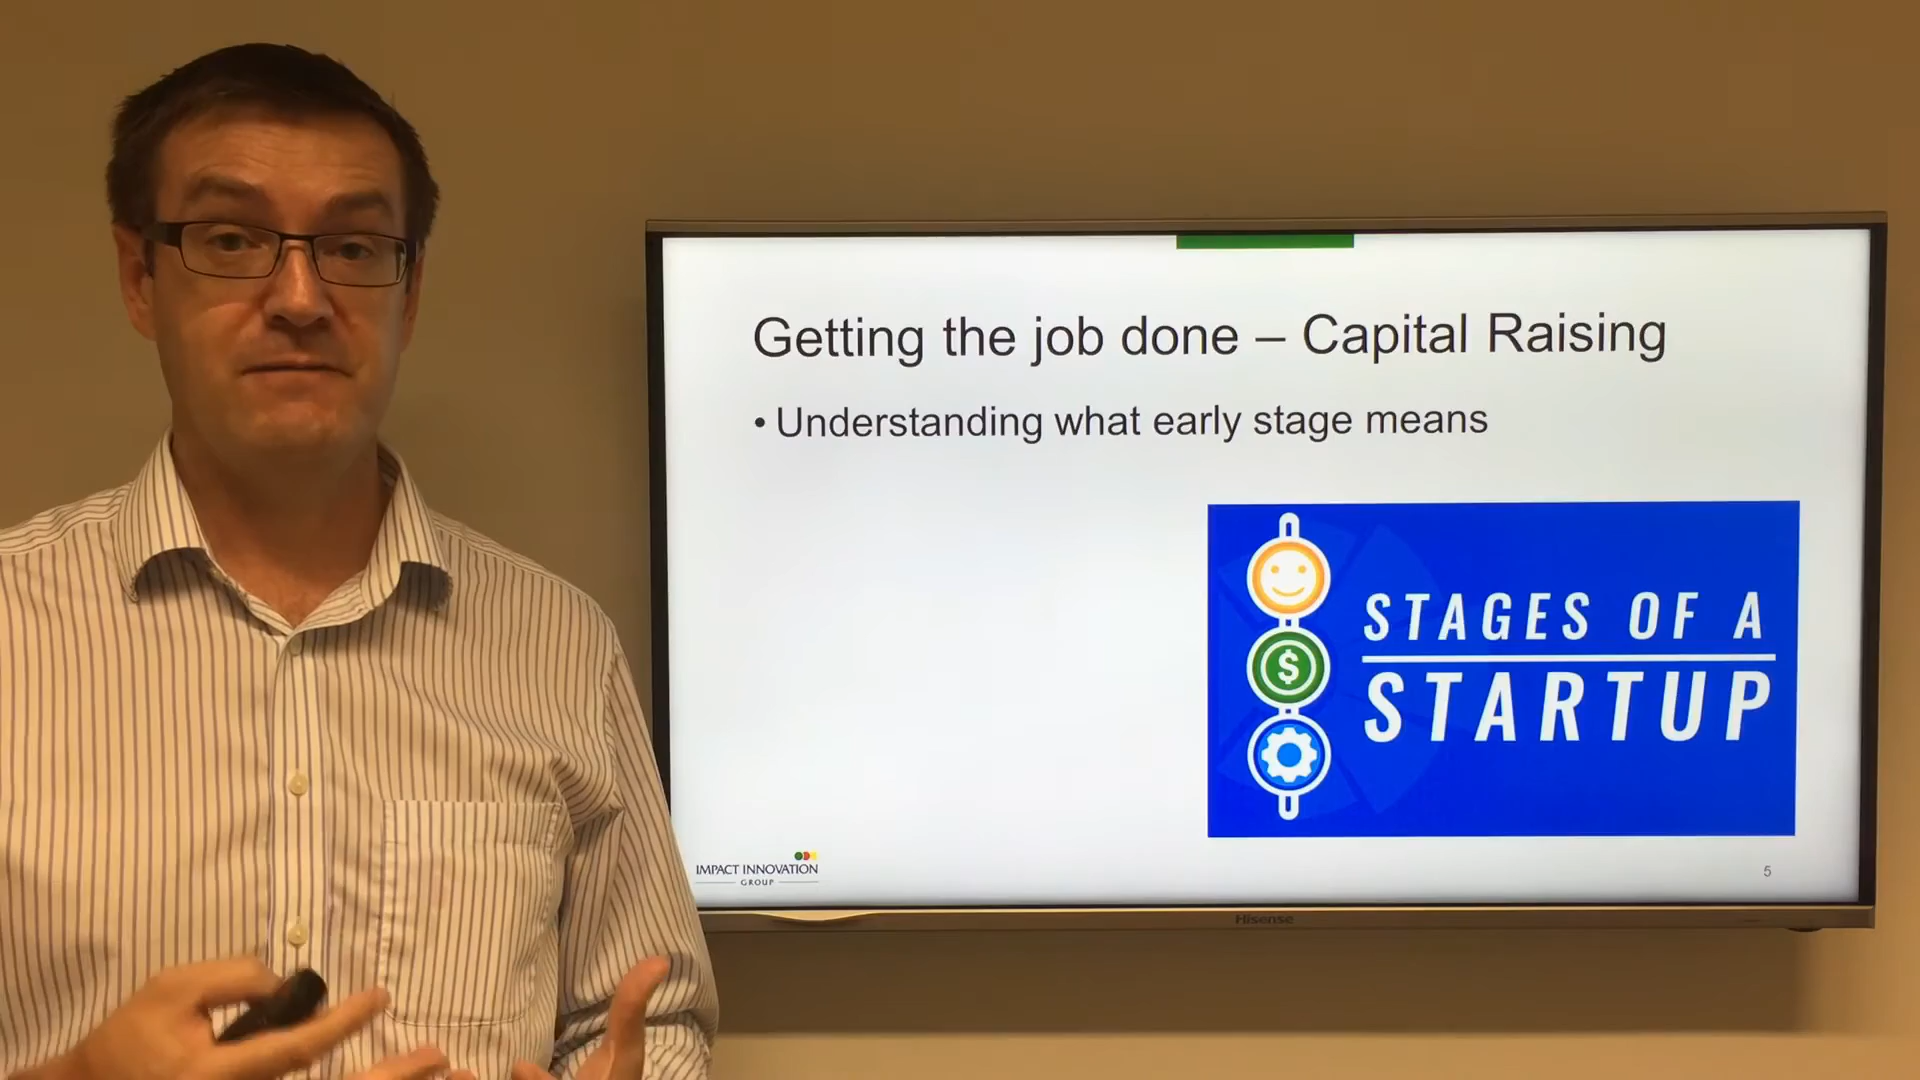 Getting the job done – Capital Raising
• Understanding what early stage means
$
STAGES OF A
STARTUP
IMPACT INNOVATION
GROUP
5
Hisense